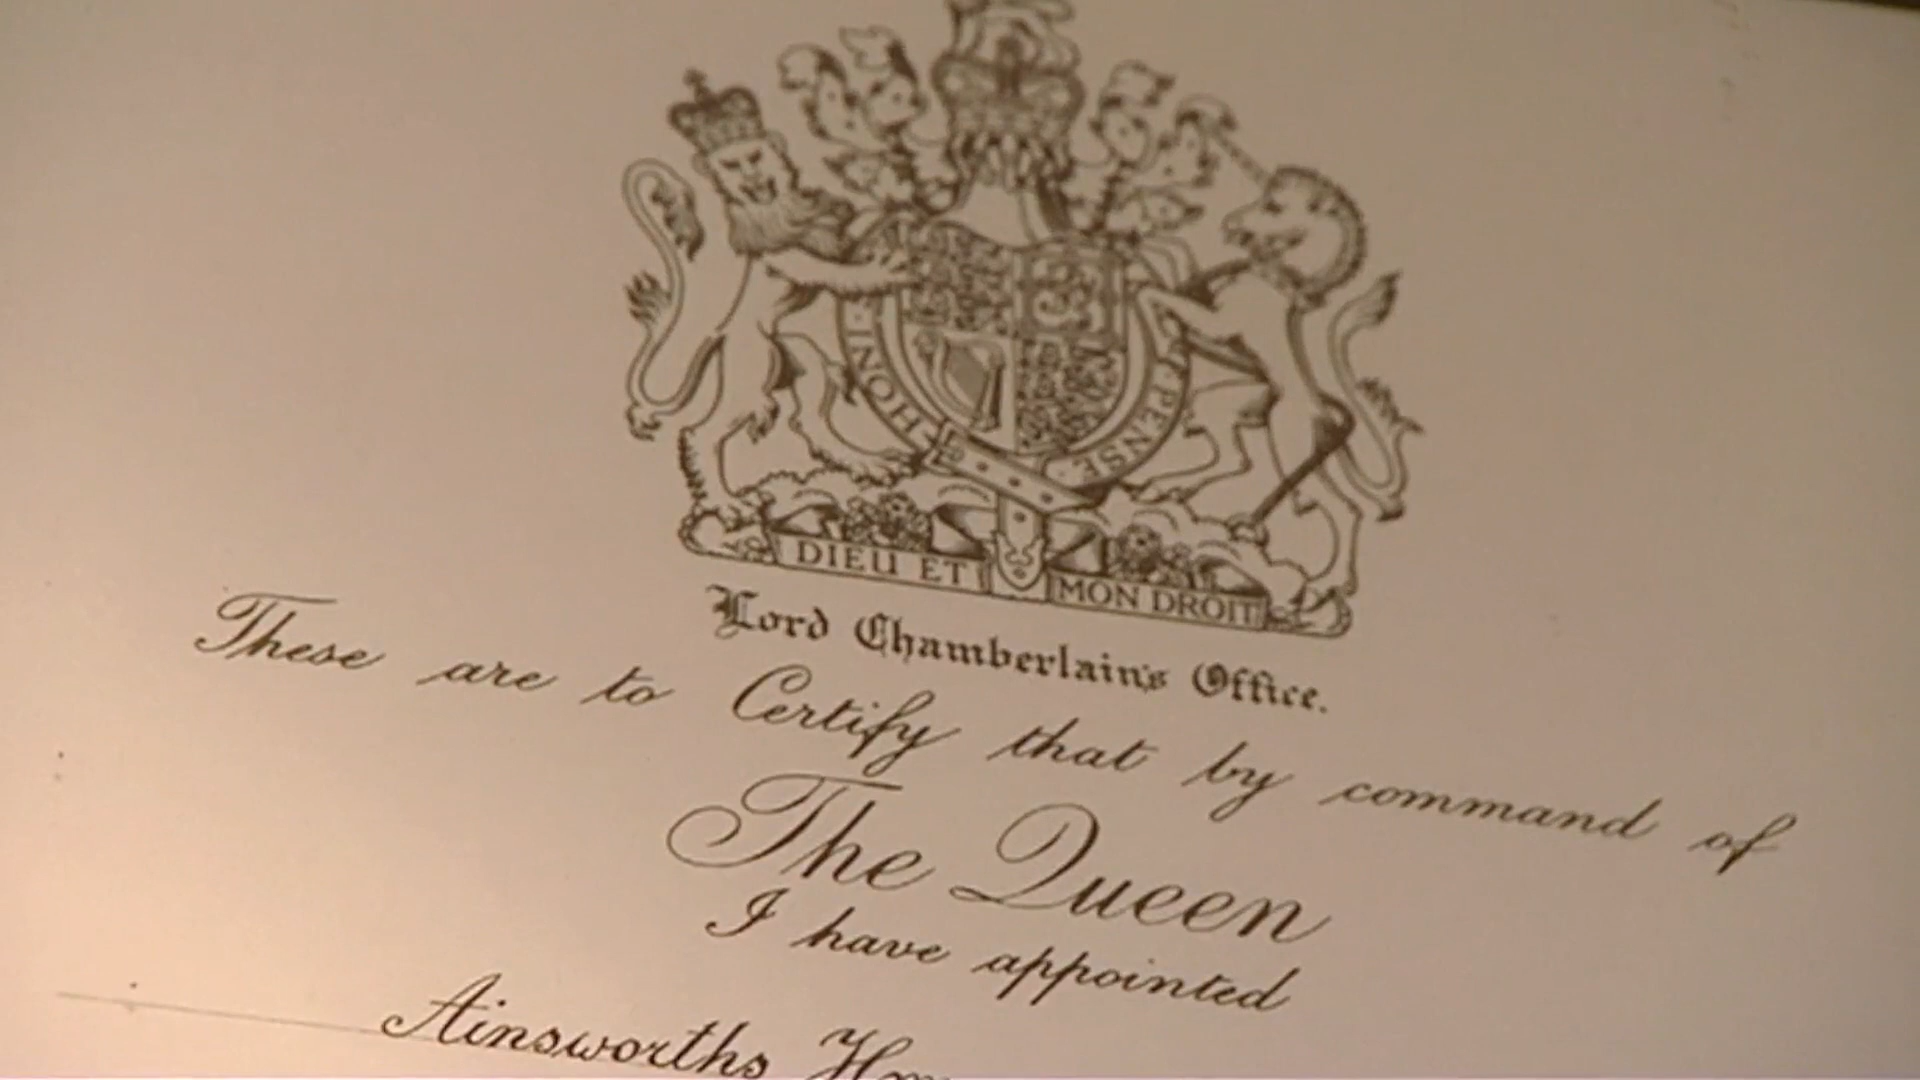 HONI
PENSE
DIEU ET MON DROIT
Lord Chamberlain's Office.
These are to Certify that by command of
The Queen
I have appointed
Ainsworths